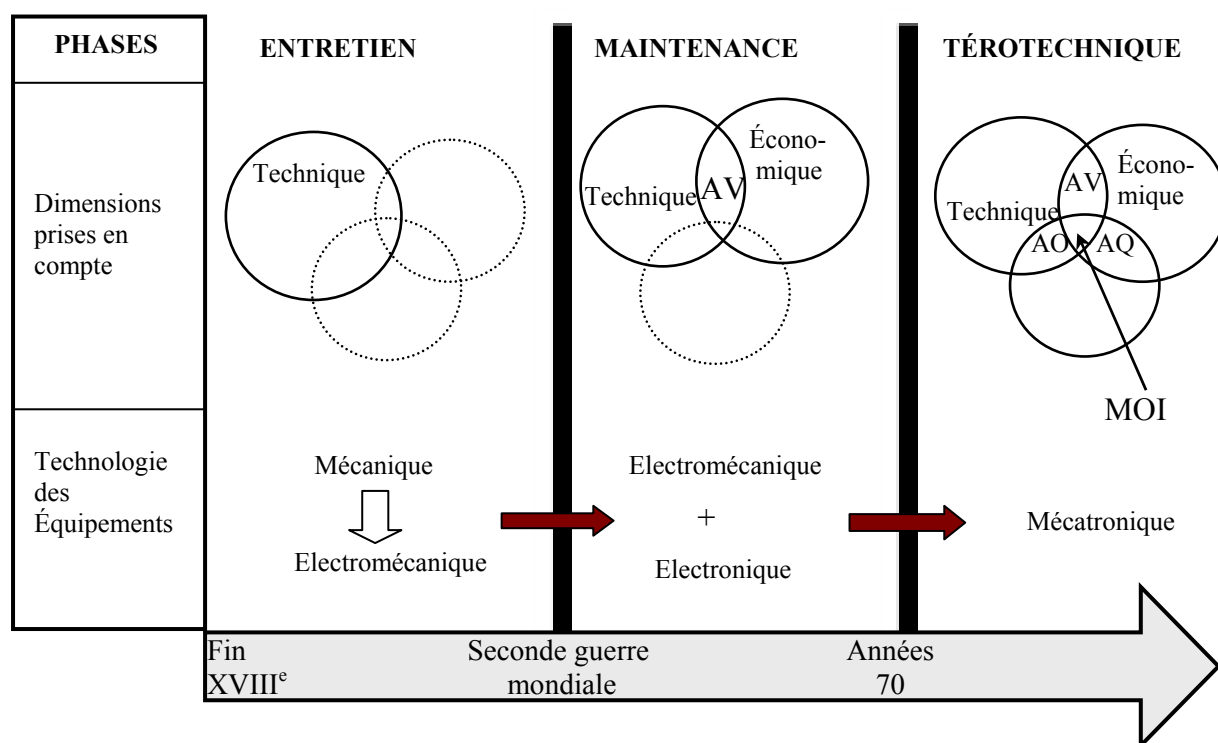 PHASES
ENTRETIEN
MAINTENANCE
TÉROTECHNIQUE
Dimensions
prises en
compte
Technique
Technique
AV
Écono-
mique
Technique
AV
Écono-
mique
AO
AQ
MOI
Technologie
des
Équipements
Mécanique
Electromécanique
Electromécanique
+
Electronique
Mécatronique
Fin
XVIIIe
Seconde guerre
mondiale
Années
70